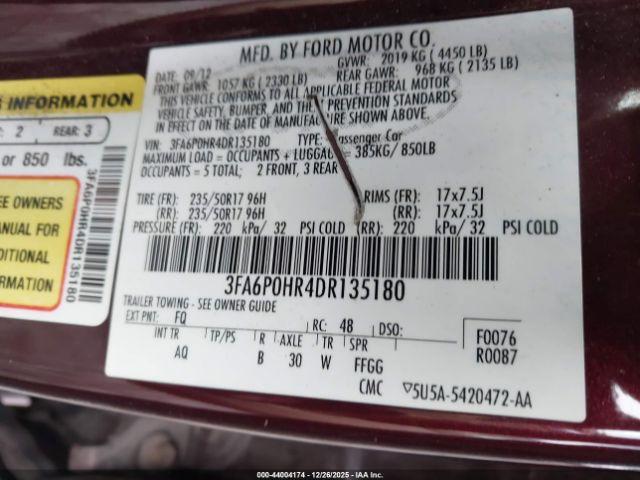 MFD. BY FORD MOTOR CO.
DATE: 09/12
GVWR: 2019 KG ( 4450 LB)
FRONT GAWR: 1057 KG ( 2330 LB)
REAR GAWR: 968 KG ( 2135 LB)
THIS VEHICLE CONFORMS TO ALL APPLICABLE FEDERAL MOTOR
VEHICLE SAFETY, BUMPER, AND THEFT PREVENTION STANDARDS
IN EFFECT ON THE DATE OF MANUFACTURE SHOWN ABOVE.
VIN: 3FA6P0HR4DR135180 TYPE: Passenger Car
MAXIMUM LOAD = OCCUPANTS + LUGGAGE = 385KG/850LB
OCCUPANTS = 5 TOTAL; 2 FRONT, 3 REAR
TIRE (FR): 235/50R17 96H RIMS (FR): 17x7.5J
(RR): 235/50R17 96H (RR): 17x7.5J
PRESSURE (FR): 220 kPa/ 32 PSI COLD (RR): 220 kPa/ 32 PSI COLD
3FA6P0HR4DR135180
TRAILER TOWING - SEE OWNER GUIDE
EXT PNT: FQ RC: 48 DSO:
INT TR TP/PS R AXLE TR SPR
AQ B 30 W FFGG
F0076
R0087
CMC ▽5U5A-5420472-AA
INFORMATION
2 REAR: 3
or 850 lbs.
EE OWNERS
ANUAL FOR
DITIONAL
ORMATION
3FA6P0HR4DR135180
000-44004174 | 12/26/2025 | IAAI, Inc.